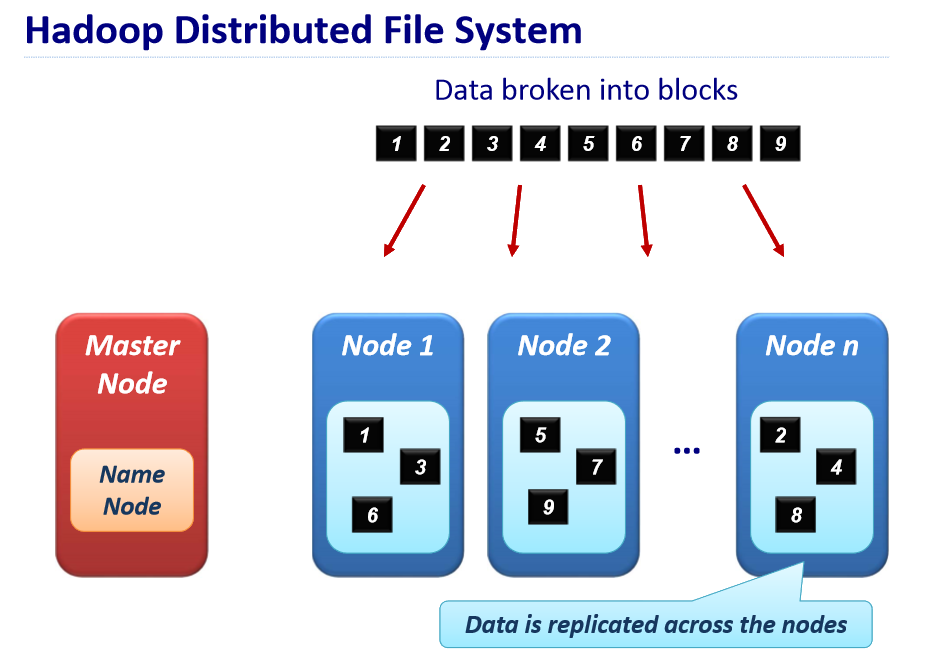 Hadoop Distributed File System
Data broken into blocks
1 2 3 4 5 6 7 8 9
Master
Node
Name
Node
Node 1
1
3
6
Node 2
5
7
9
...
Node n
2
4
8
Data is replicated across the nodes